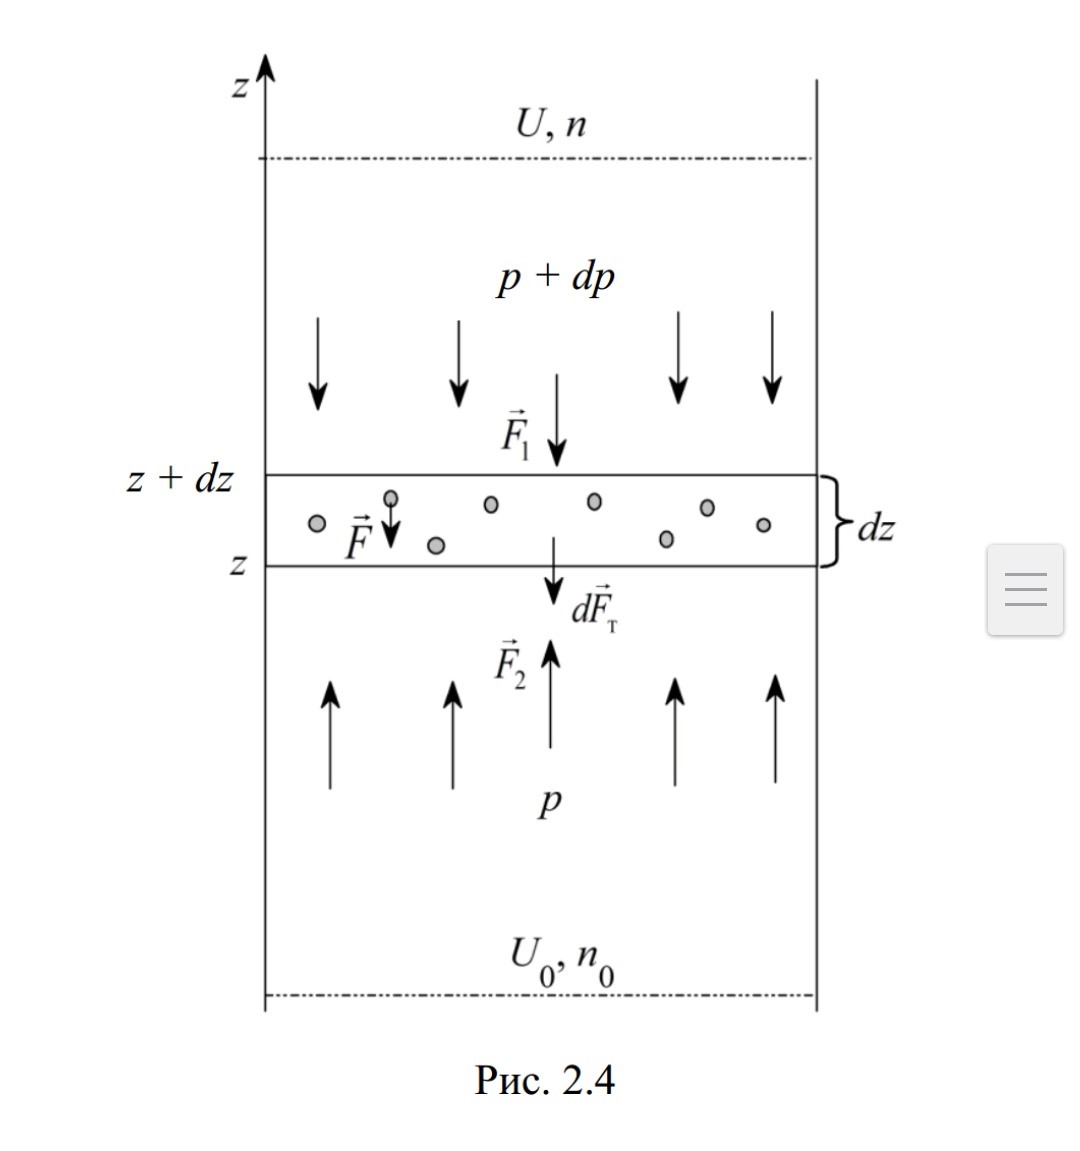 z
U, n
p + dp
F⃗₁
z + dz
F⃗
dz
z
dF⃗ₜ
F⃗₂
p
U₀, n₀
Рис. 2.4